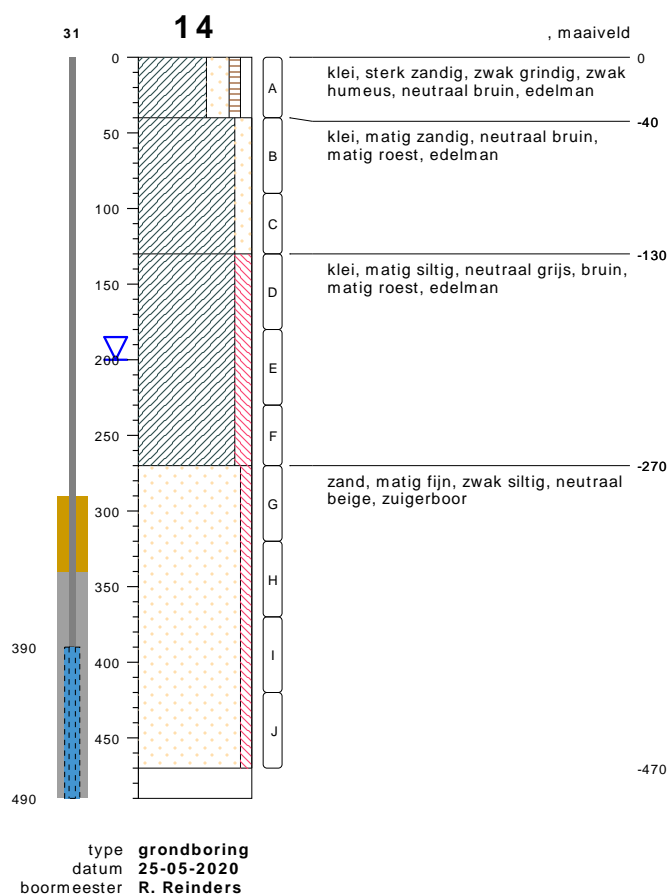 14
31
, maaiveld
0
0
klei, sterk zandig, zwak grindig, zwak
humeus, neutraal bruin, edelman
A
-40
50
klei, matig zandig, neutraal bruin,
matig roest, edelman
B
100
C
-130
klei, matig siltig, neutraal grijs, bruin,
matig roest, edelman
150
D
200
E
250
F
-270
zand, matig fijn, zwak siltig, neutraal
beige, zuigerboor
300
G
350
H
390
400
I
450
J
-470
490
type grondboring
datum 25-05-2020
boormeester R. Reinders